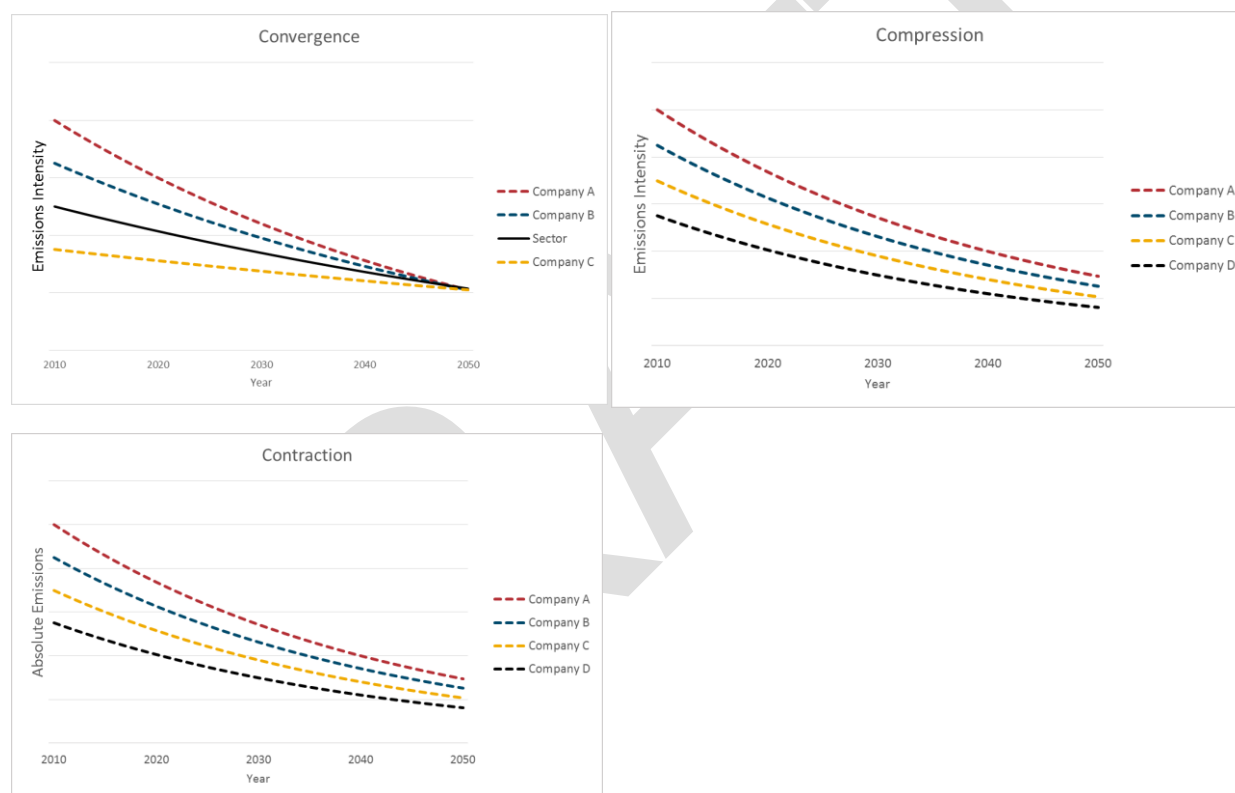 Convergence
Emissions Intensity
Company A
Company B
Sector
Company C
2010 2020 2030 2040 2050
Year
Compression
Emissions Intensity
Company A
Company B
Company C
Company D
2010 2020 2030 2040 2050
Year
Contraction
Absolute Emissions
Company A
Company B
Company C
Company D
2010 2020 2030 2040 2050
Year